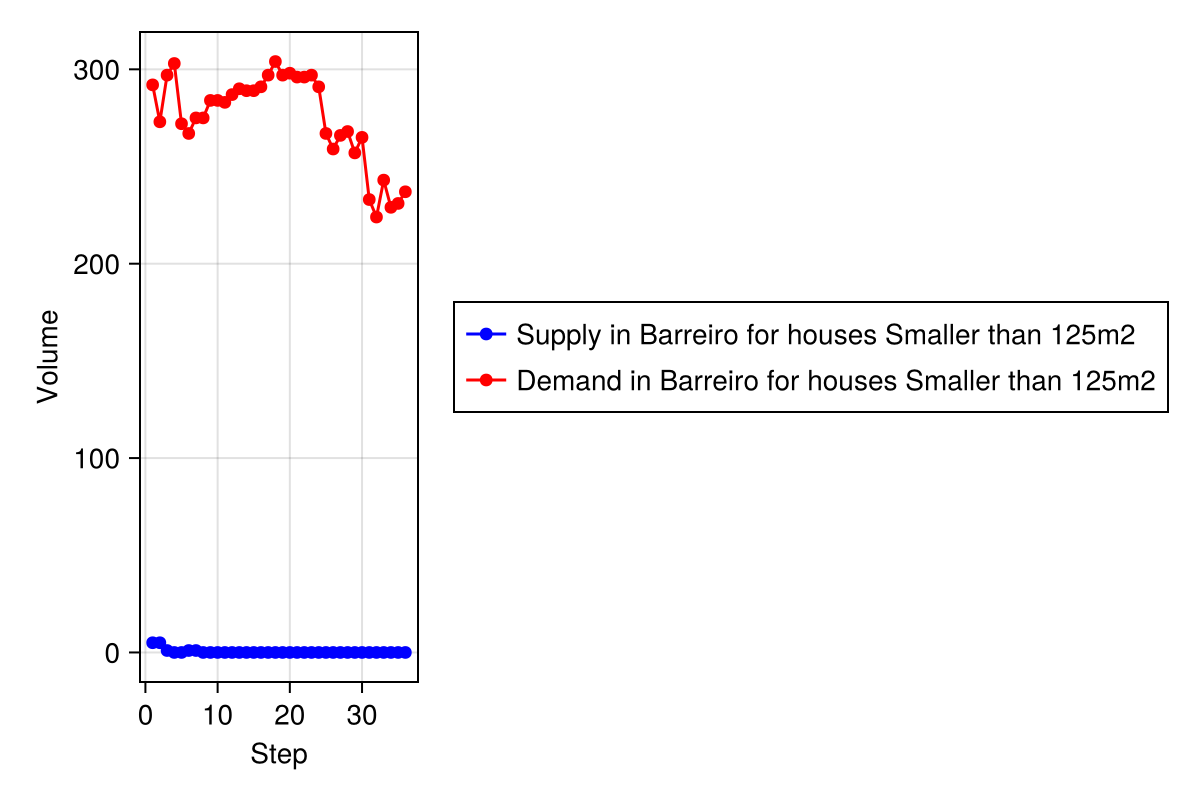 300
200
100
0
Volume
0 10 20 30
Step
Supply in Barreiro for houses Smaller than 125m2
Demand in Barreiro for houses Smaller than 125m2